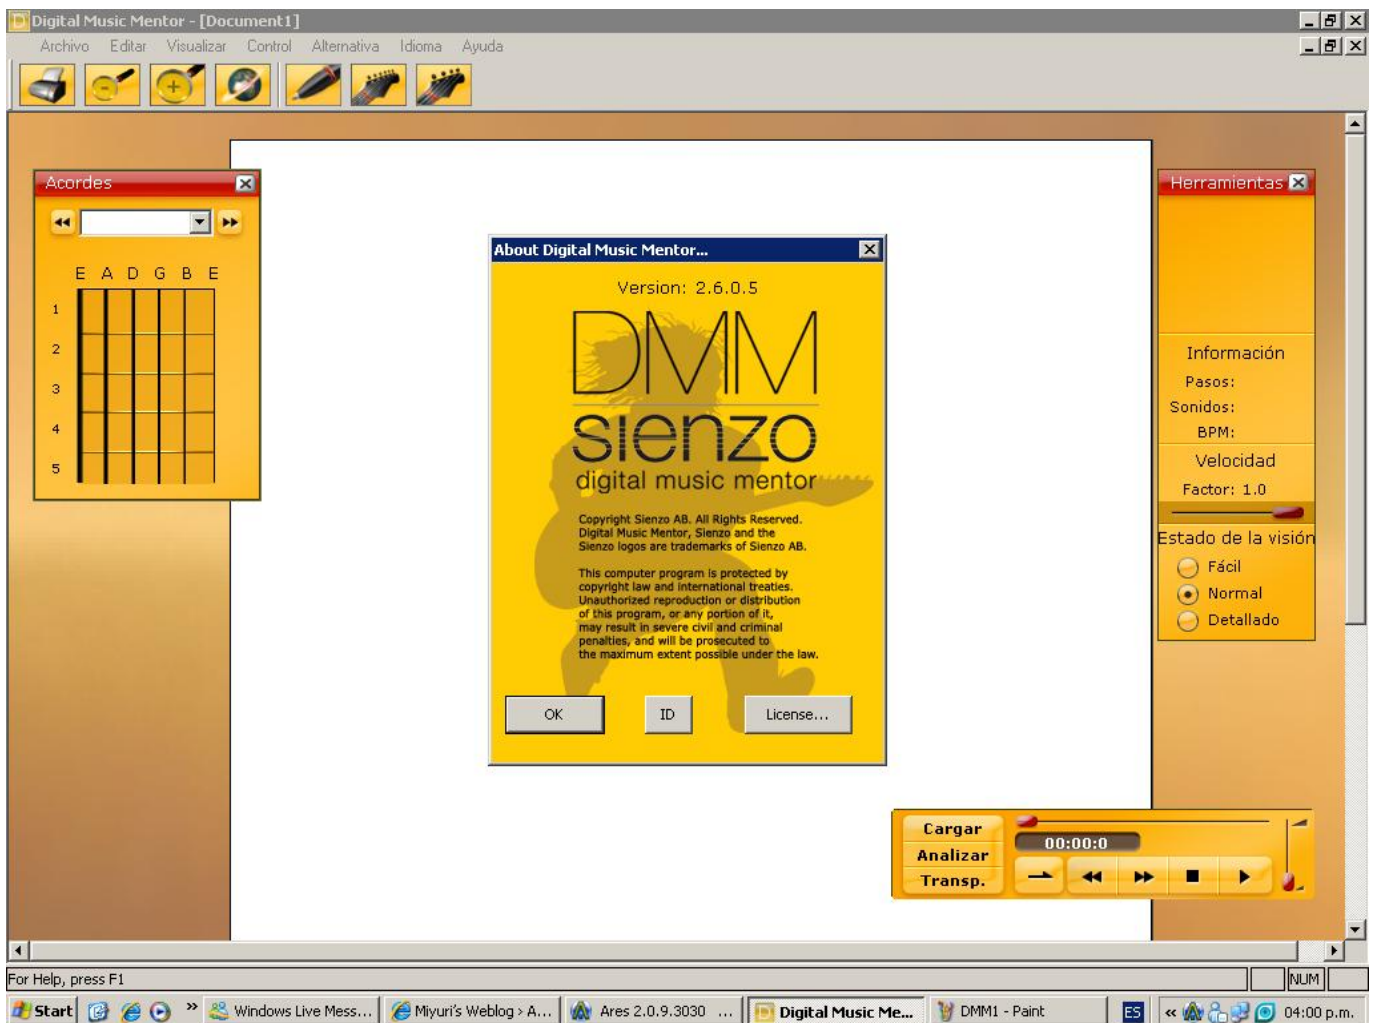 Digital Music Mentor - [Document1]
Archivo Editar Visualizar Control Alternativa Idioma Ayuda
Acordes
E A D G B E
1
2
3
4
5
About Digital Music Mentor...
Version: 2.6.0.5
DMM
sienzo
digital music mentor
Copyright Sienzo AB. All Rights Reserved.
Digital Music Mentor, Sienzo and the
Sienzo logos are trademarks of Sienzo AB.
This computer program is protected by
copyright law and international treaties.
Unauthorized reproduction or distribution
of this program, or any portion of it,
may result in severe civil and criminal
penalties, and will be prosecuted to
the maximum extent possible under the law.
OK ID License...
Herramientas
Información
Pasos:
Sonidos:
BPM:
Velocidad
Factor: 1.0
Estado de la visión
Fácil
Normal
Detallado
Cargar
Analizar
Transp.
00:00:0
For Help, press F1
NUM
Start Windows Live Mess... Miyuri's Weblog > A... Ares 2.0.9.3030 ... Digital Music Me... DMM1 - Paint ES 04:00 p.m.